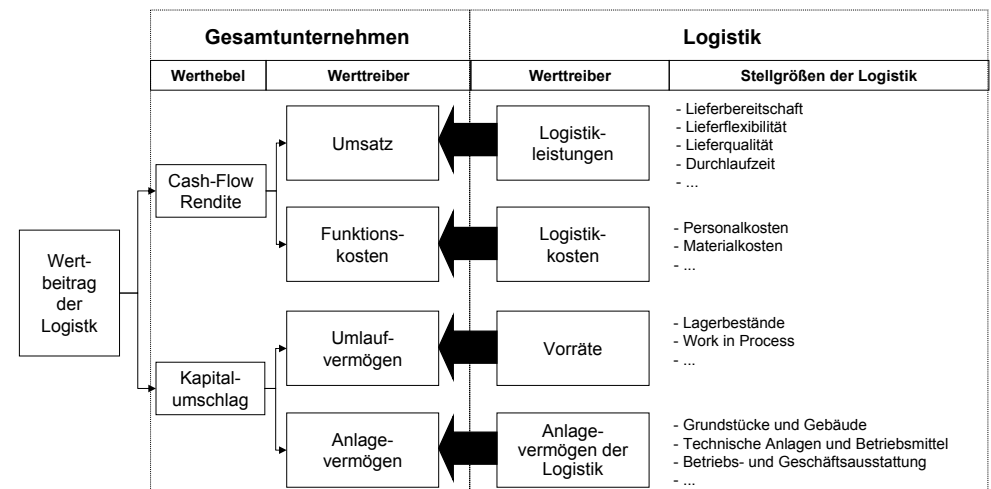 Gesamtunternehmen
Logistik
Werthebel
Werttreiber
Werttreiber
Stellgrößen der Logistik
Wert-
beitrag
der
Logistk
Cash-Flow
Rendite
Umsatz
Logistik-
leistungen
- Lieferbereitschaft
- Lieferflexibilität
- Lieferqualität
- Durchlaufzeit
- ...
Funktions-
kosten
Logistik-
kosten
- Personalkosten
- Materialkosten
- ...
Kapital-
umschlag
Umlauf-
vermögen
Vorräte
- Lagerbestände
- Work in Process
- ...
Anlage-
vermögen
Anlage-
vermögen der
Logistik
- Grundstücke und Gebäude
- Technische Anlagen und Betriebsmittel
- Betriebs- und Geschäftsausstattung
- ...